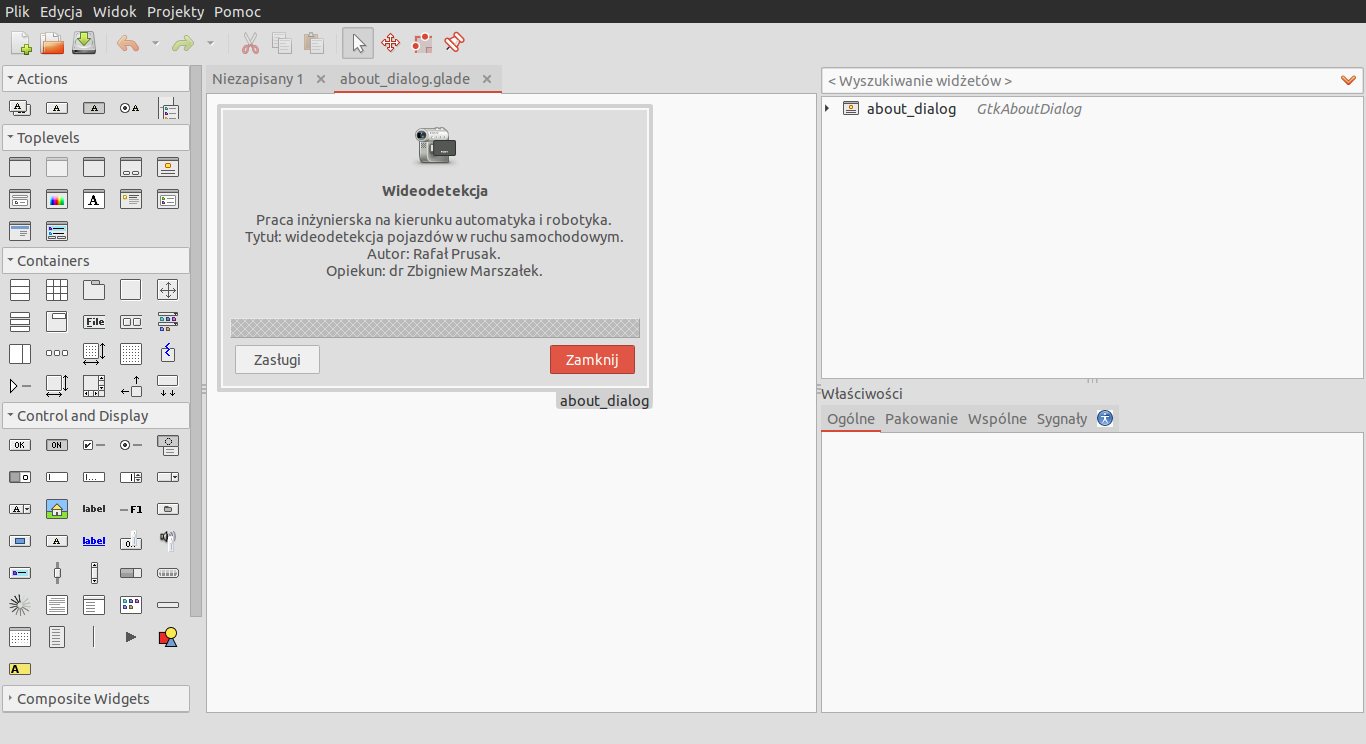 Plik Edycja Widok Projekty Pomoc
Actions
Toplevels
Containers
File
Control and Display
OK
ON
label
F1
label
Composite Widgets
Niezapisany 1
about_dialog.glade
Wideodetekcja
Praca inżynierska na kierunku automatyka i robotyka.
Tytuł: wideodetekcja pojazdów w ruchu samochodowym.
Autor: Rafał Prusak.
Opiekun: dr Zbigniew Marszałek.
Zasługi
Zamknij
about_dialog
< Wyszukiwanie widżetów >
about_dialog GtkAboutDialog
Właściwości
Ogólne Pakowanie Wspólne Sygnały